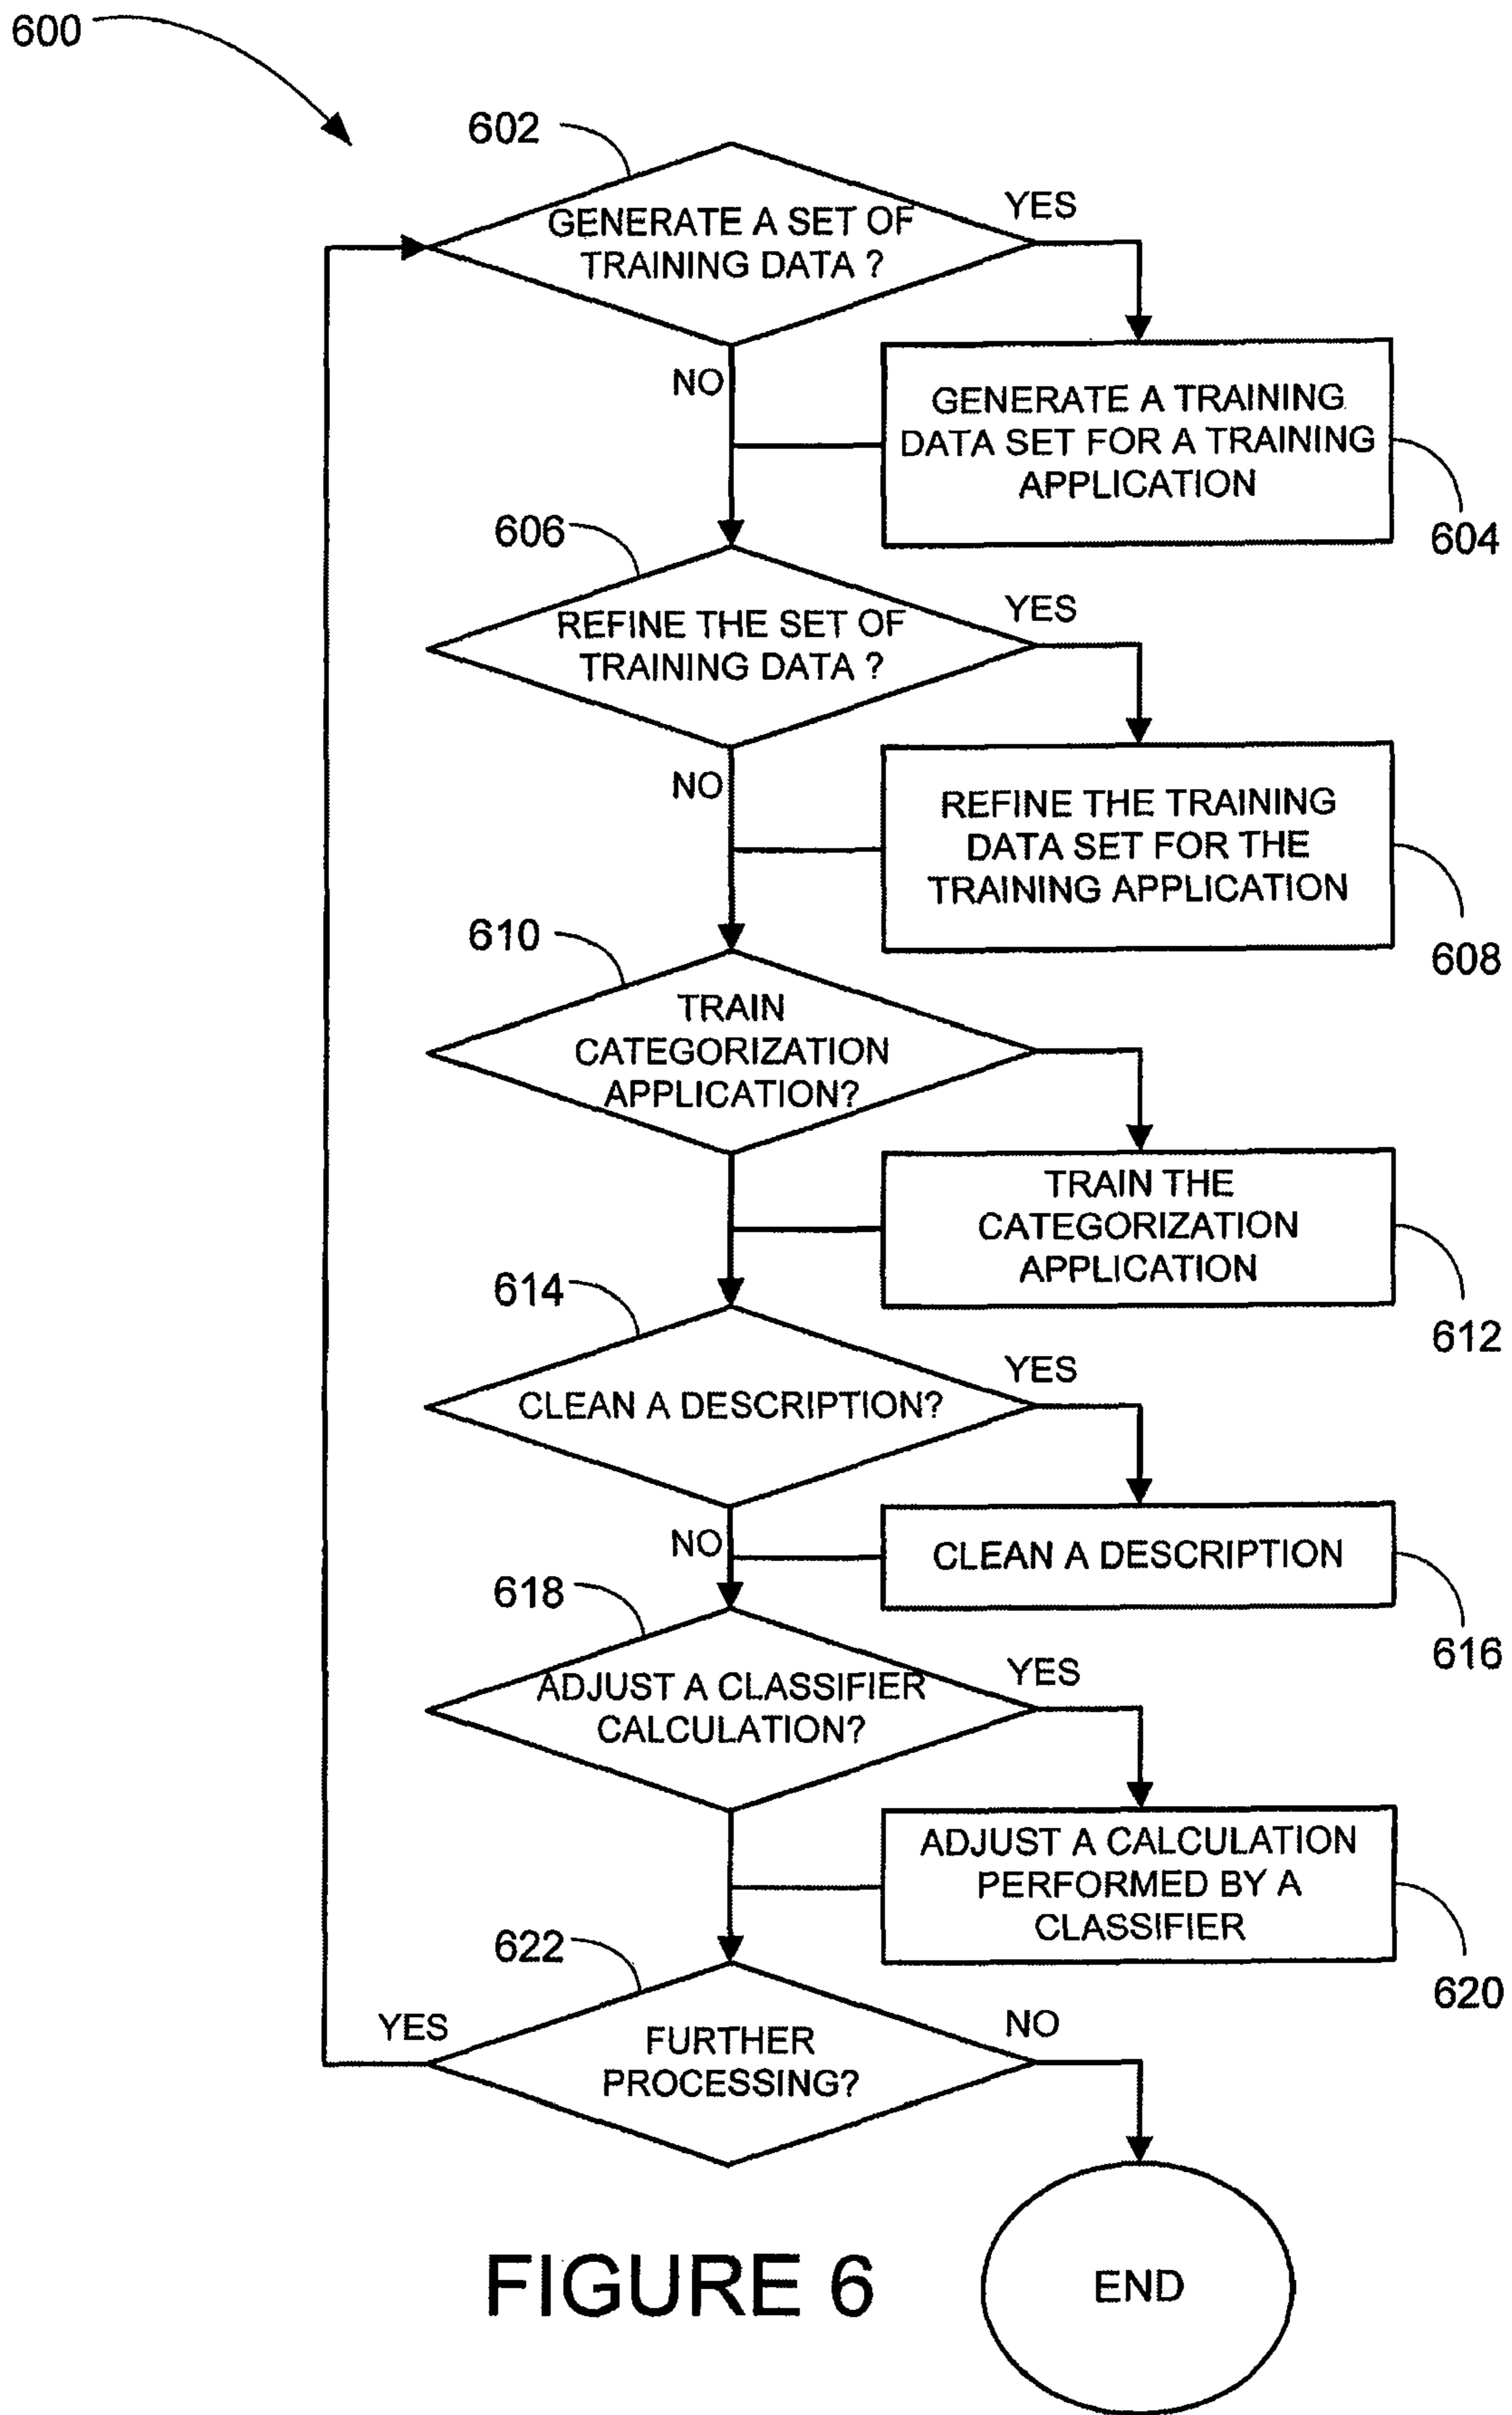 600
602
GENERATE A SET OF
TRAINING DATA ?
YES
NO
GENERATE A TRAINING
DATA SET FOR A TRAINING
APPLICATION
604
606
REFINE THE SET OF
TRAINING DATA ?
YES
NO
REFINE THE TRAINING
DATA SET FOR THE
TRAINING APPLICATION
608
610
TRAIN
CATEGORIZATION
APPLICATION?
TRAIN THE
CATEGORIZATION
APPLICATION
612
614
CLEAN A DESCRIPTION?
YES
NO
CLEAN A DESCRIPTION
616
618
ADJUST A CLASSIFIER
CALCULATION?
YES
ADJUST A CALCULATION
PERFORMED BY A
CLASSIFIER
620
622
YES
FURTHER
PROCESSING?
NO
END
FIGURE 6